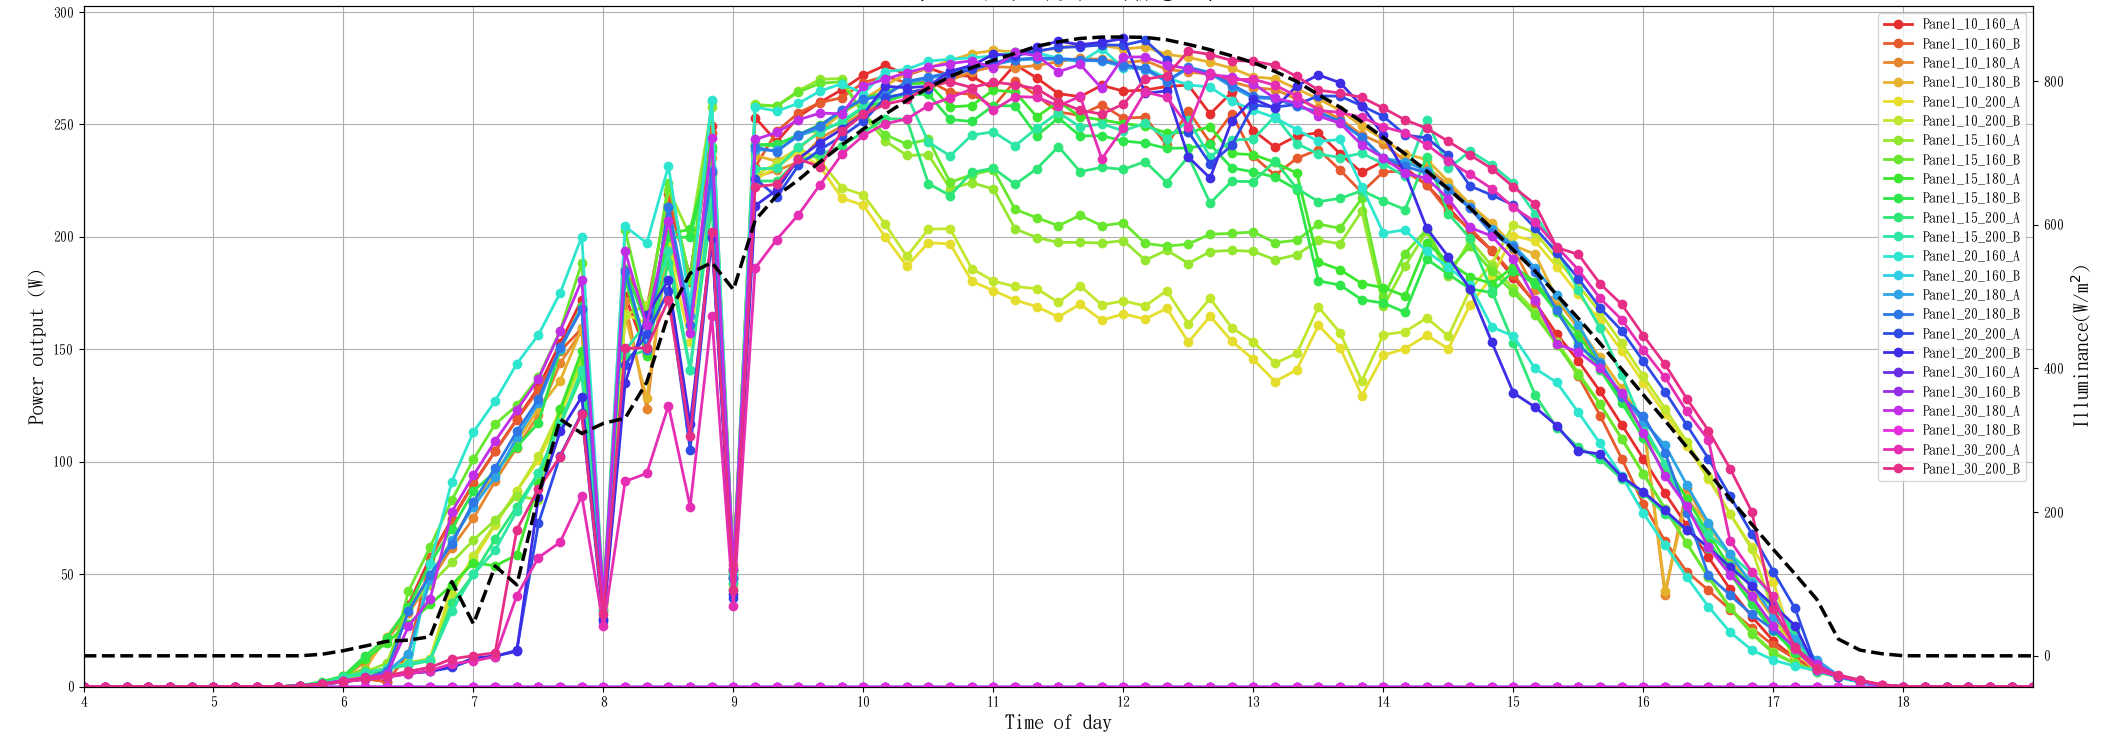 300
250
200
150
100
50
0
Power output (W)
4 5 6 7 8 9 10 11 12 13 14 15 16 17 18
Time of day
800
600
400
200
0
Illuminance(W/m²)
Panel_10_160_A
Panel_10_160_B
Panel_10_180_A
Panel_10_180_B
Panel_10_200_A
Panel_10_200_B
Panel_15_160_A
Panel_15_160_B
Panel_15_180_A
Panel_15_180_B
Panel_15_200_A
Panel_15_200_B
Panel_20_160_A
Panel_20_160_B
Panel_20_180_A
Panel_20_180_B
Panel_20_200_A
Panel_20_200_B
Panel_30_160_A
Panel_30_160_B
Panel_30_180_A
Panel_30_180_B
Panel_30_200_A
Panel_30_200_B